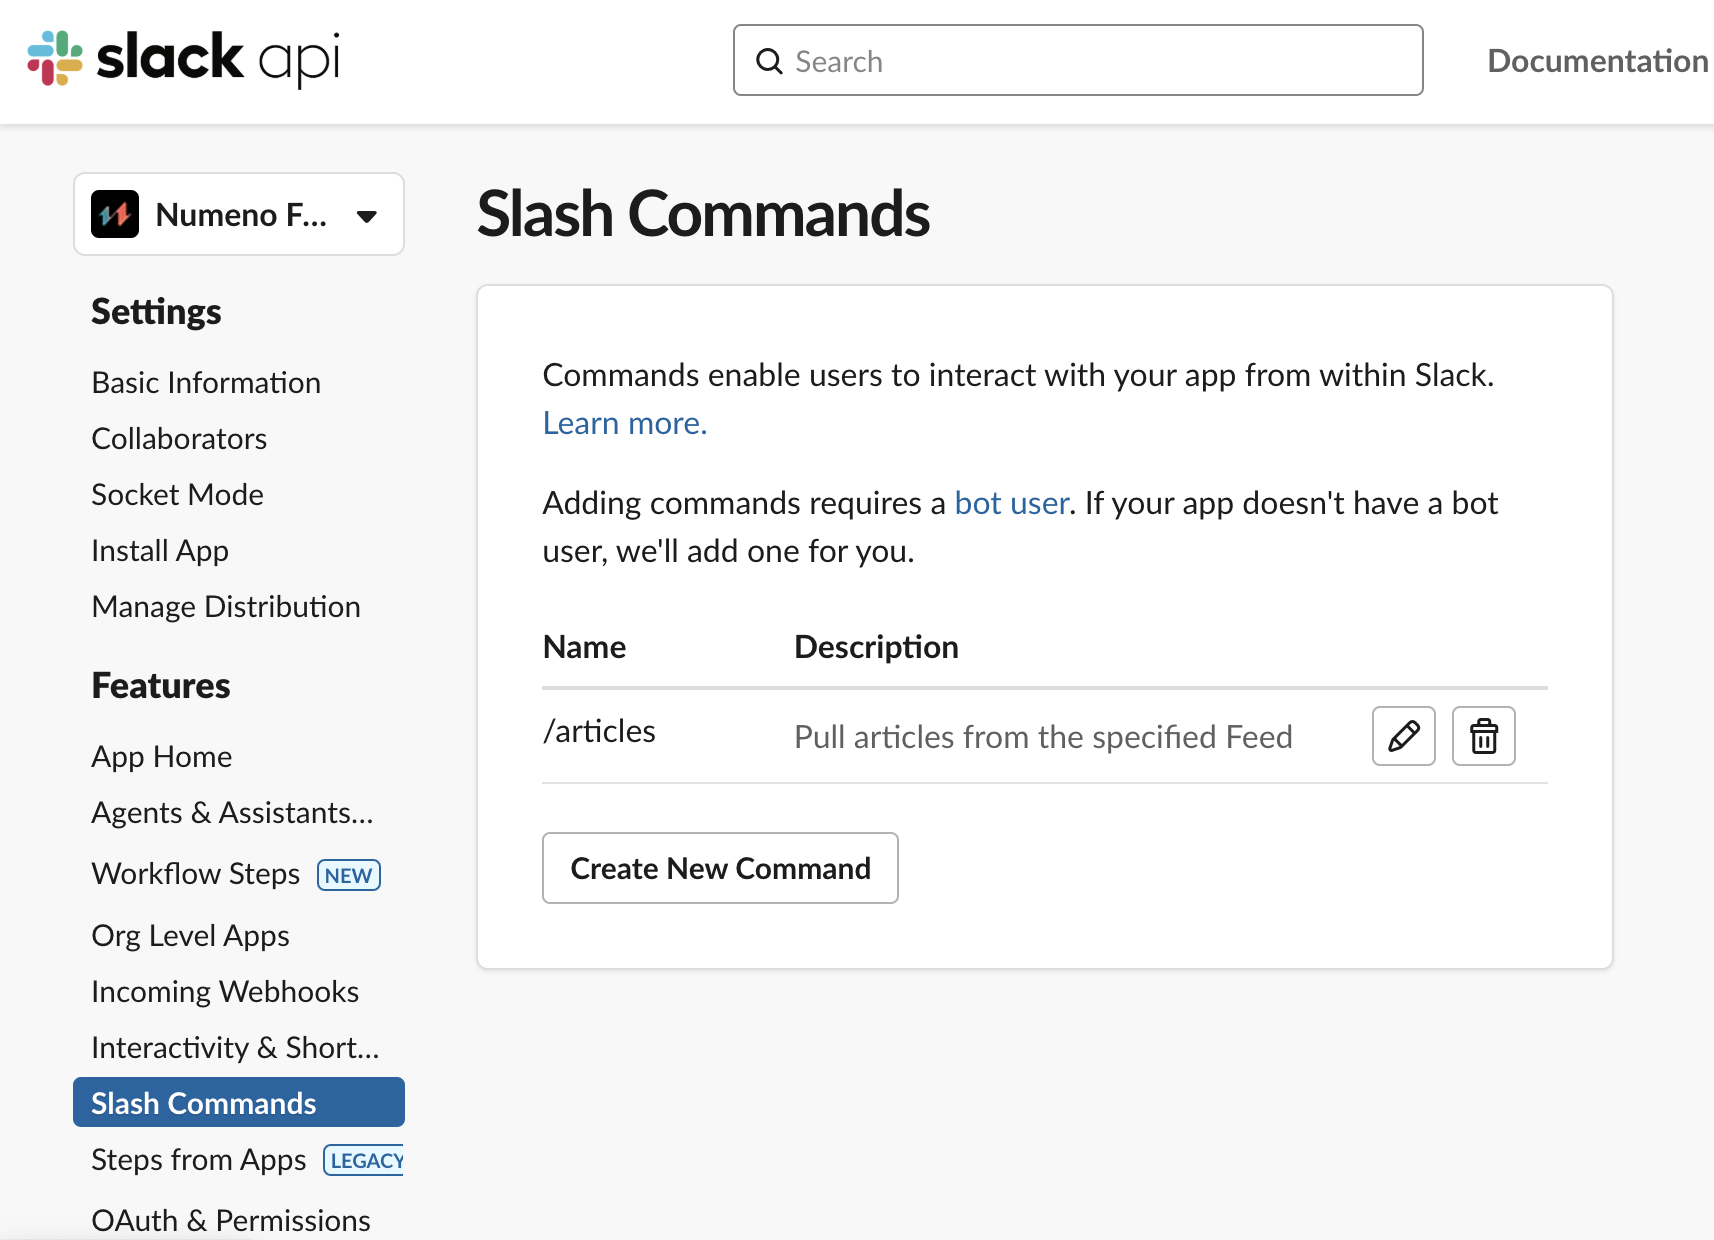 slack api
Search
Documentation
Numeno F...
Settings
Basic Information
Collaborators
Socket Mode
Install App
Manage Distribution
Features
App Home
Agents & Assistants...
Workflow Steps NEW
Org Level Apps
Incoming Webhooks
Interactivity & Short...
Slash Commands
Steps from Apps LEGACY
OAuth & Permissions
Slash Commands
Commands enable users to interact with your app from within Slack.
Learn more.
Adding commands requires a bot user. If your app doesn't have a bot
user, we'll add one for you.
Name Description
/articles Pull articles from the specified Feed
Create New Command